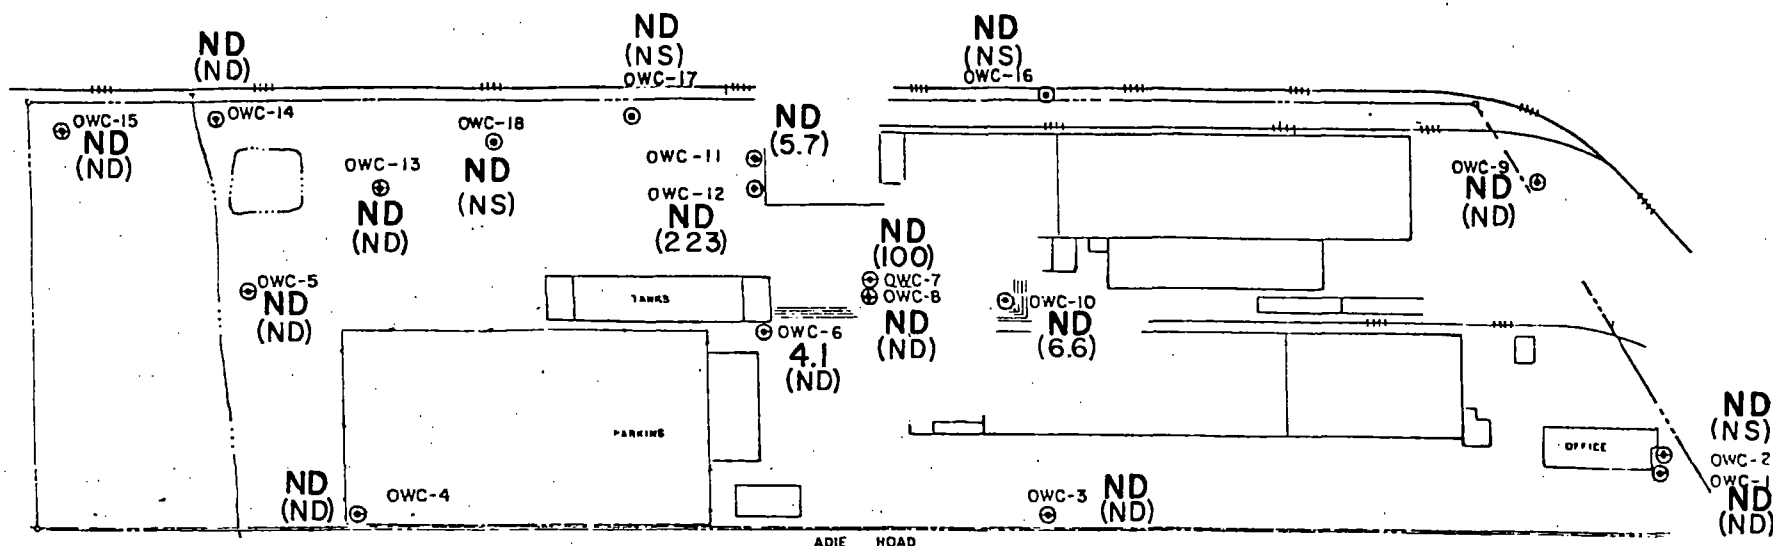 ND
(NS)
OWC-17
ND
(NS)
OWC-16
ND
(ND)
OWC-14
OWC-15
ND
(ND)
OWC-18
ND
(NS)
OWC-13
ND
(ND)
ND
(5.7)
OWC-11
OWC-12
ND
(223)
OWC-9
ND
(ND)
ND
(100)
OWC-7
OWC-8
ND
(ND)
OWC-5
ND
(ND)
TANKS
OWC-6
4.1
(ND)
OWC-10
ND
(6.6)
PARKING
OFFICE
ND
(NS)
OWC-2
OWC-1
ND
(ND)
ND
(ND)
OWC-4
OWC-3
ND
(ND)
ADIE ROAD